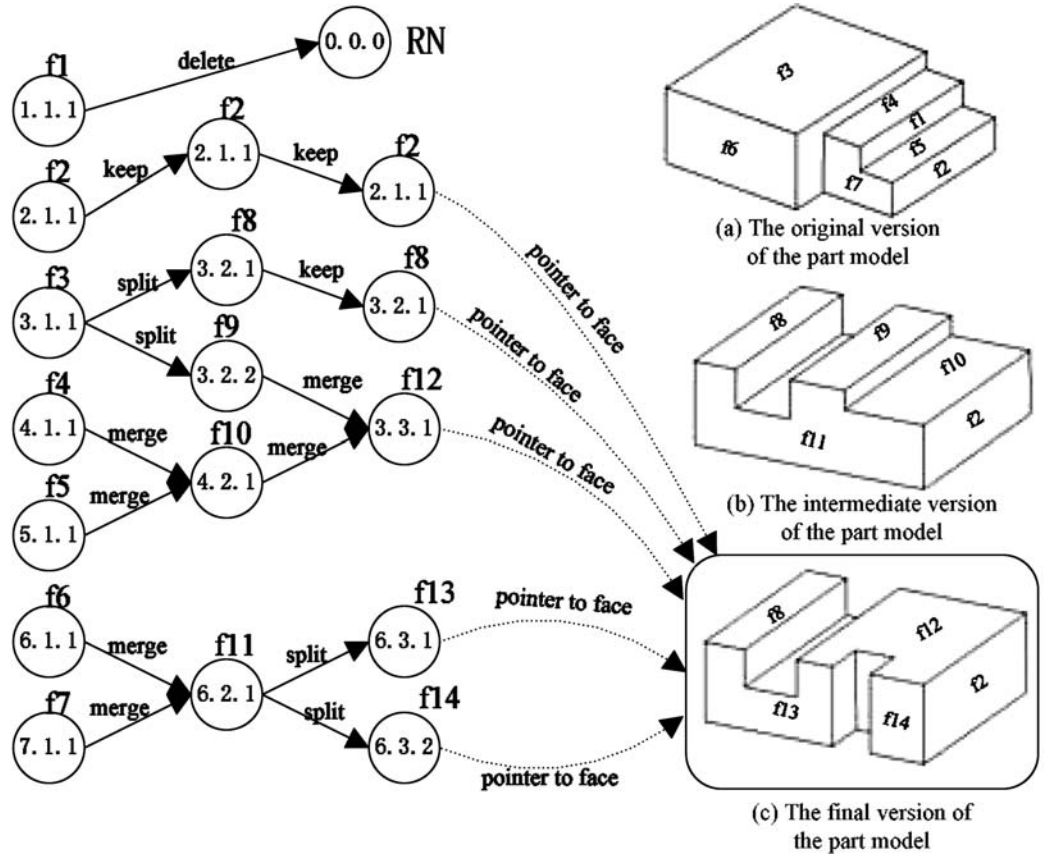 f1
1.1.1
delete
0.0.0
RN
f2
2.1.1
keep
f2
2.1.1
keep
f2
2.1.1
pointer to face
f3
3.1.1
split
split
f8
3.2.1
keep
f8
3.2.1
pointer to face
f9
3.2.2
merge
f12
3.3.1
pointer to face
f4
4.1.1
merge
f10
4.2.1
merge
f5
5.1.1
merge
f6
6.1.1
merge
f11
6.2.1
f7
7.1.1
merge
split
split
f13
6.3.1
pointer to face
f14
6.3.2
pointer to face
f3
f4
f1
f5
f6
f7
f2
(a) The original version
of the part model
f8
f9
f10
f11
f2
(b) The intermediate version
of the part model
f8
f12
f13
f14
f2
(c) The final version of
the part model